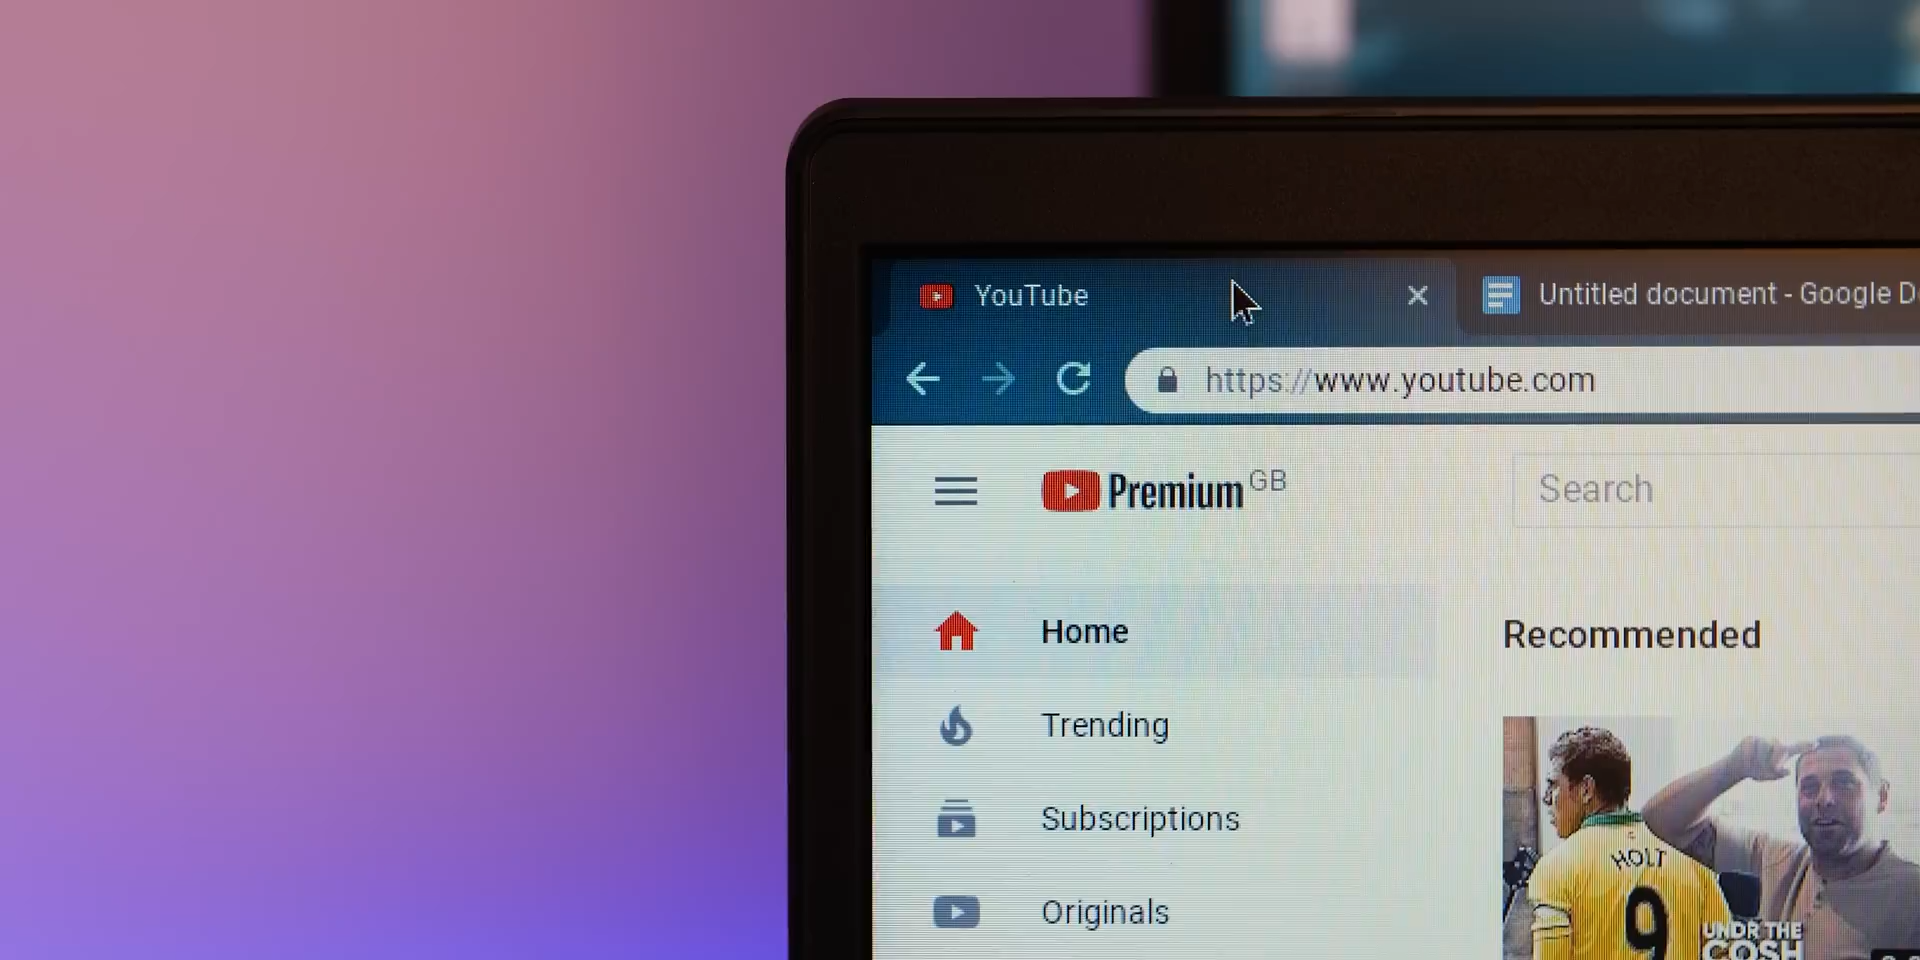 YouTube
Untitled document - Google D
https://www.youtube.com
Premium GB
Search
Home
Recommended
Trending
Subscriptions
HOLT
9
Originals
UNDR THE
COSH